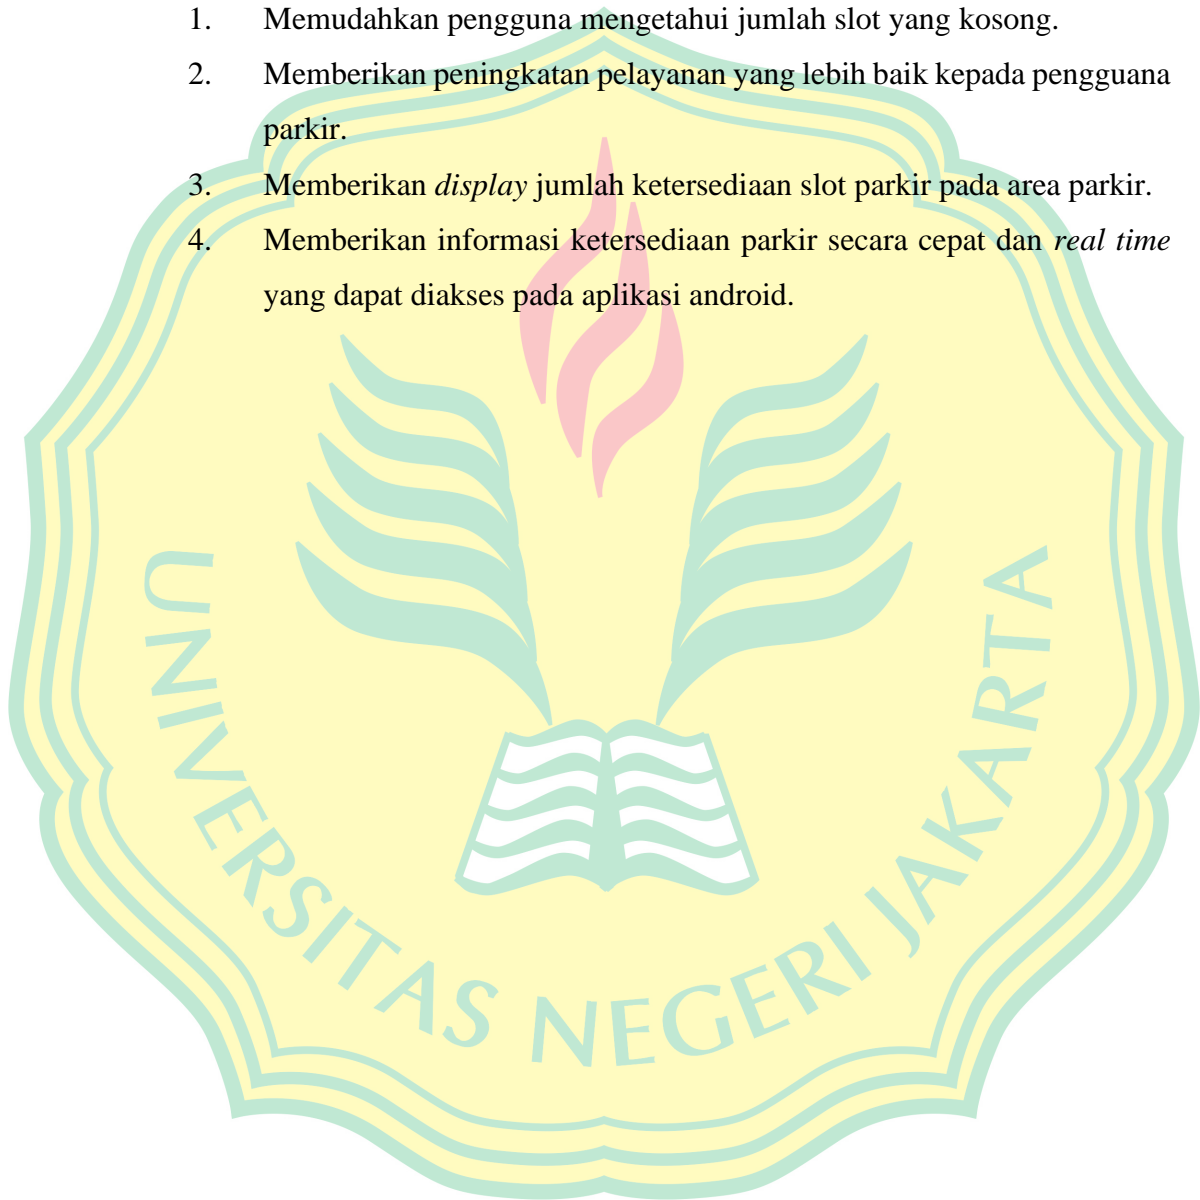 1. Memudahkan pengguna mengetahui jumlah slot yang kosong.
2. Memberikan peningkatan pelayanan yang lebih baik kepada pengguana
parkir.
3. Memberikan display jumlah ketersediaan slot parkir pada area parkir.
4. Memberikan informasi ketersediaan parkir secara cepat dan real time
yang dapat diakses pada aplikasi android.
UNIVERSITAS NEGERI JAKARTA